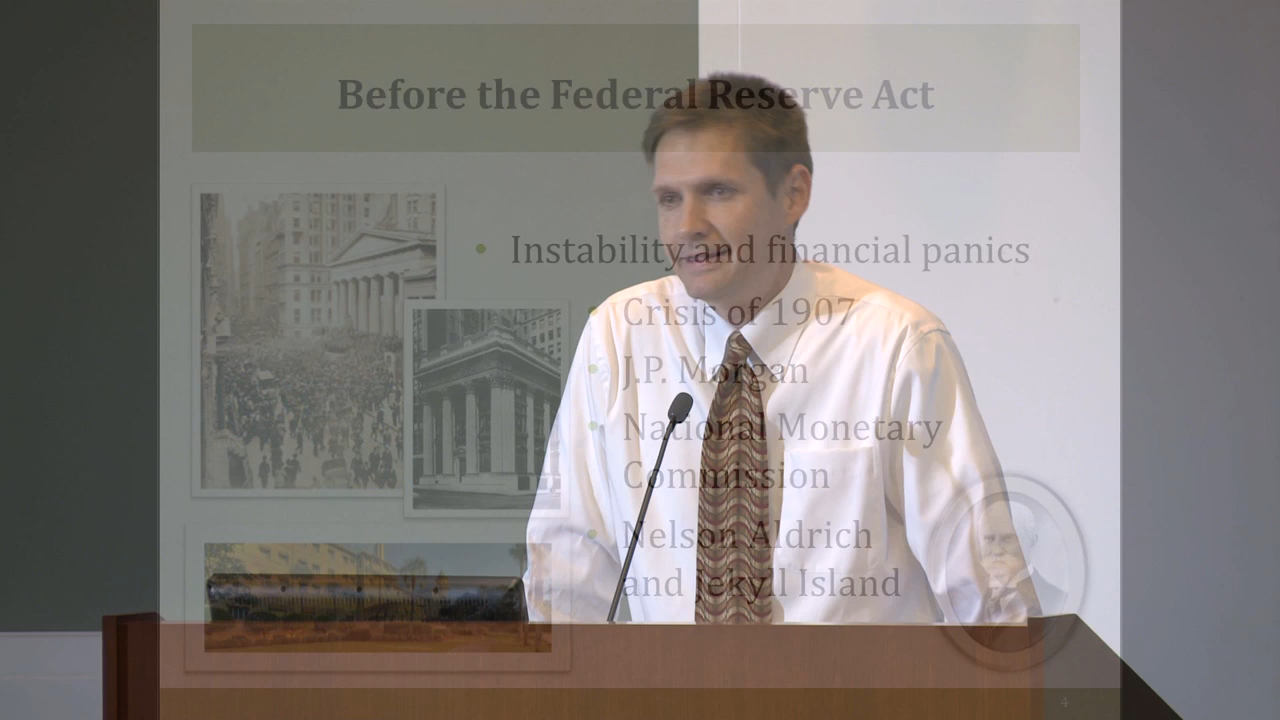 Before the Federal Reserve Act
• Instability and financial panics
• Crisis of 1907
• J.P. Morgan
• National Monetary
Commission
• Nelson Aldrich
and Jekyll Island
4